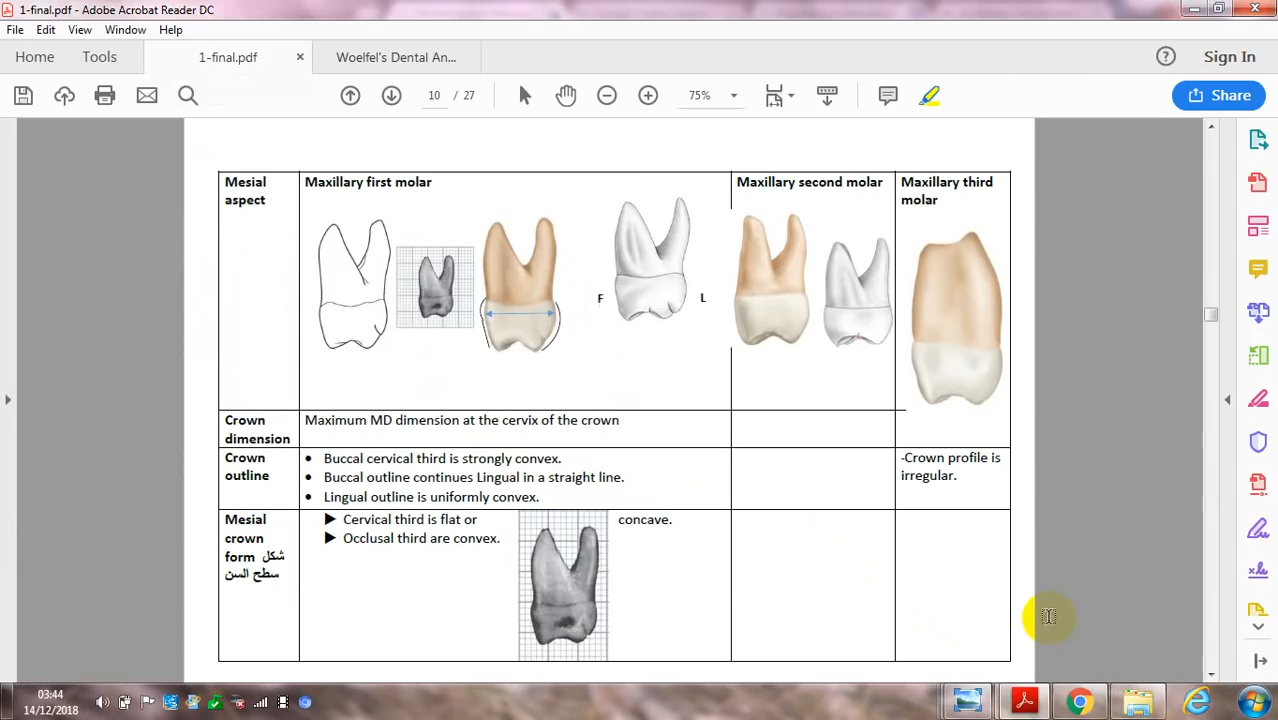 1-final.pdf - Adobe Acrobat Reader DC
File Edit View Window Help
Home Tools 1-final.pdf × Woelfel's Dental An... ? Sign In
10 / 27 75% Share
Mesial aspect
Maxillary first molar
Maxillary second molar
Maxillary third molar
F L
Crown dimension
Maximum MD dimension at the cervix of the crown
Crown outline
• Buccal cervical third is strongly convex.
• Buccal outline continues Lingual in a straight line.
• Lingual outline is uniformly convex.
-Crown profile is irregular.
Mesial crown form شكل سطح السن
▶ Cervical third is flat or concave.
▶ Occlusal third are convex.
03:44
14/12/2018